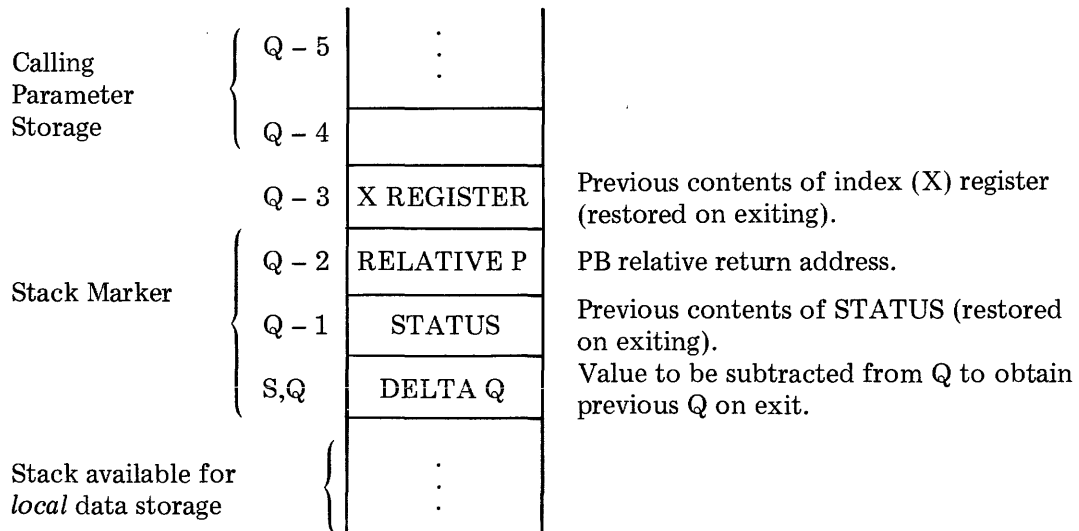 Calling
Parameter
Storage
Q – 5
Q – 4
Q – 3 X REGISTER Previous contents of index (X) register
(restored on exiting).
Stack Marker
Q – 2 RELATIVE P PB relative return address.
Q – 1 STATUS Previous contents of STATUS (restored
on exiting).
S,Q DELTA Q Value to be subtracted from Q to obtain
previous Q on exit.
Stack available for
local data storage